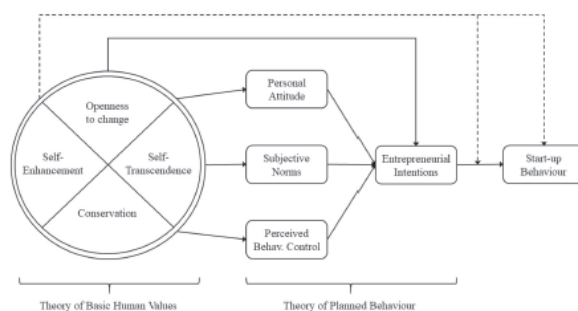 Openness
to change
Self-
Enhancement
Self-
Transcendence
Conservation
Personal
Attitude
Subjective
Norms
Perceived
Behav. Control
Entrepreneurial
Intentions
Start-up
Behaviour
Theory of Basic Human Values
Theory of Planned Behaviour